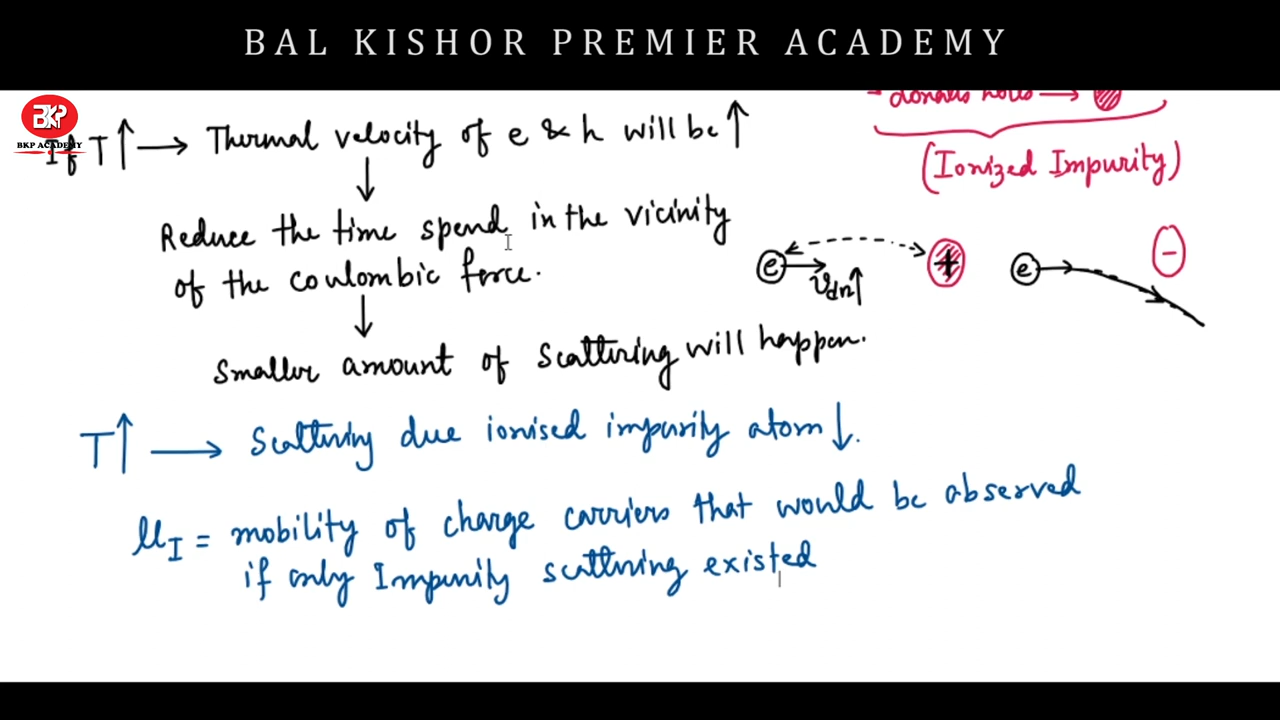 BAL KISHOR PREMIER ACADEMY
BKP
BKP ACADEMY
donates holes →
(Ionized Impurity)
If T↑ → Thermal velocity of e & h will be ↑
↓
Reduce the time spend in the vicinity
of the coulombic force.
↓
Smaller amount of scattering will happen.
e + e -
Vdn↑
T↑ → Scattering due ionised impurity atom ↓.
μI = mobility of charge carriers that would be observed
if only Impurity scattering existed